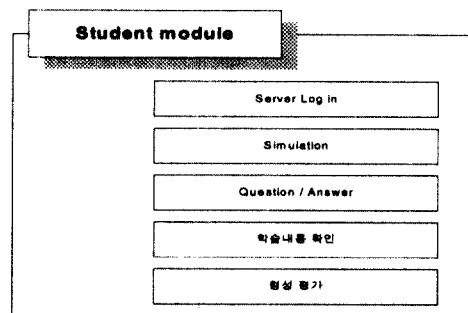 Student module
Server Log in
Simulation
Question / Answer
학습내용 확인
형성 평가